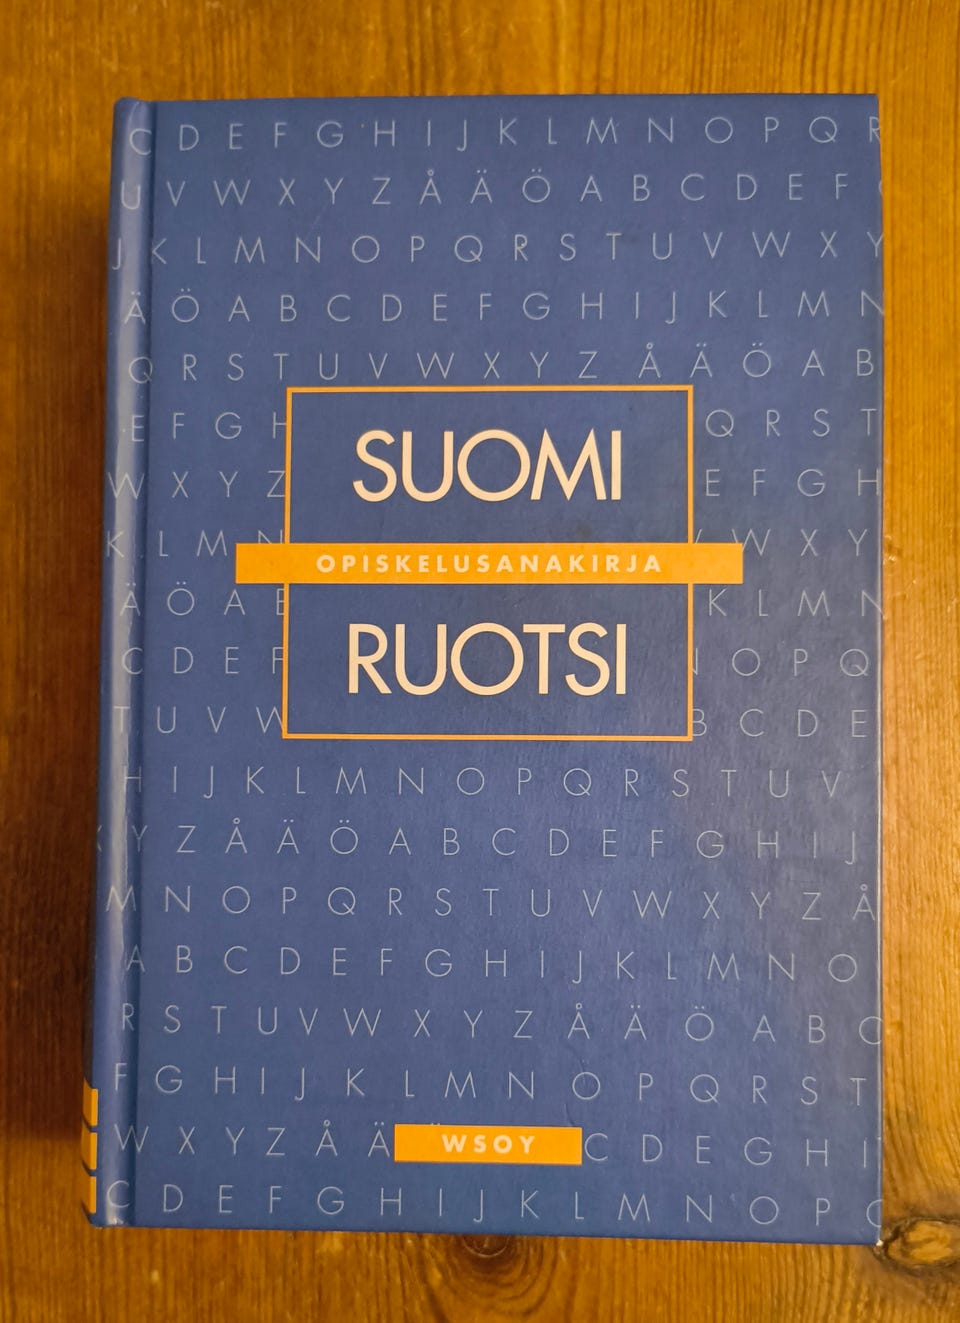 C D E F G H I J K L M N O P Q R
U V W X Y Z Å Ä Ö A B C D E F
J K L M N O P Q R S T U V W X Y
Ä Ö A B C D E F G H I J K L M N
Q R S T U V W X Y Z Å Ä Ö A B
E F G H Q R S T
SUOMI
W X Y Z E F G H
K L M N W X Y
OPISKELUSANAKIRJA
Ä Ö A B K L M N
RUOTSI
C D E F N O P Q
T U V W B C D E
H I J K L M N O P Q R S T U V
X Y Z Å Ä Ö A B C D E F G H I J
M N O P Q R S T U V W X Y Z Å
A B C D E F G H I J K L M N O
R S T U V W X Y Z Å Ä Ö A B C
F G H I J K L M N O P Q R S T
W X Y Z Å Ä WSOY C D E G H I
C D E F G H I J K L M N O P Q